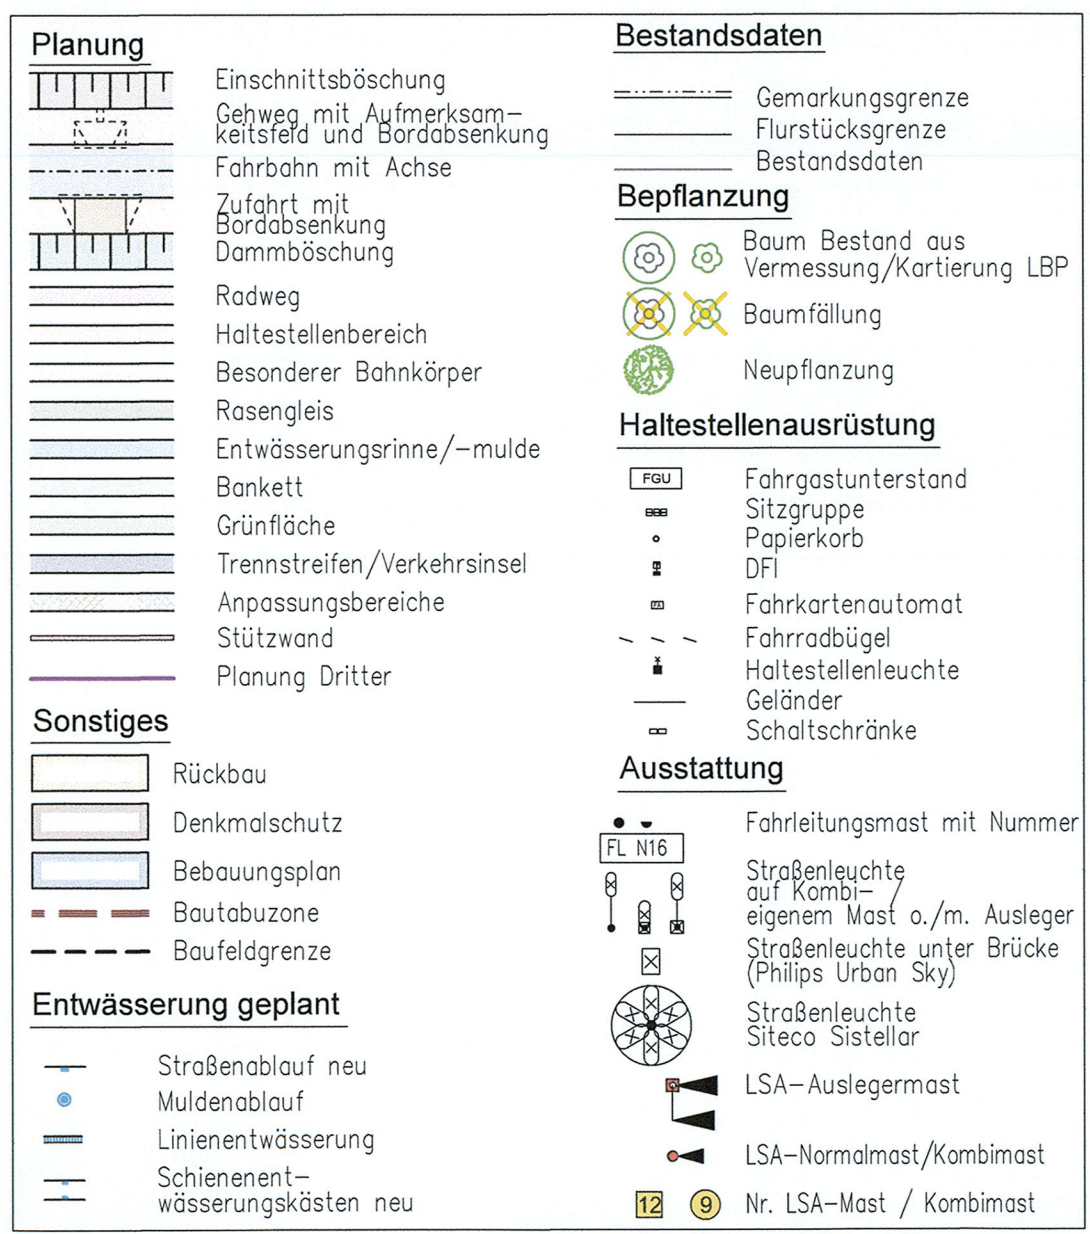 Planung
Einschnittsböschung
Gehweg mit Aufmerksam-
keitsfeld und Bordabsenkung
Fahrbahn mit Achse
Zufahrt mit
Bordabsenkung
Dammböschung
Radweg
Haltestellenbereich
Besonderer Bahnkörper
Rasengleis
Entwässerungsrinne/-mulde
Bankett
Grünfläche
Trennstreifen/Verkehrsinsel
Anpassungsbereiche
Stützwand
Planung Dritter
Sonstiges
Rückbau
Denkmalschutz
Bebauungsplan
Bautabuzone
Baufeldgrenze
Entwässerung geplant
Straßenablauf neu
Muldenablauf
Linienentwässerung
Schienenent-
wässerungskästen neu
Bestandsdaten
Gemarkungsgrenze
Flurstücksgrenze
Bestandsdaten
Bepflanzung
Baum Bestand aus
Vermessung/Kartierung LBP
Baumfällung
Neupflanzung
Haltestellenausrüstung
FGU Fahrgastunterstand
Sitzgruppe
Papierkorb
DFI
FA Fahrkartenautomat
Fahrradbügel
Haltestellenleuchte
Geländer
Schaltschränke
Ausstattung
Fahrleitungsmast mit Nummer
FL N16
Straßenleuchte
auf Kombi- /
eigenem Mast o./m. Ausleger
Straßenleuchte unter Brücke
(Philips Urban Sky)
Straßenleuchte
Siteco Sistellar
LSA-Auslegermast
LSA-Normalmast/Kombimast
12 9 Nr. LSA-Mast / Kombimast